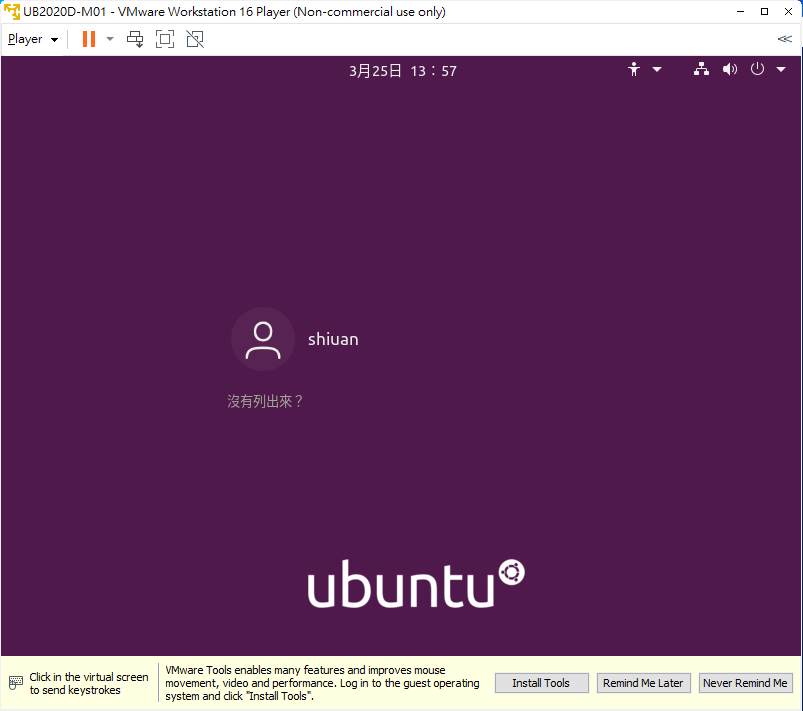 UB2020D-M01 - VMware Workstation 16 Player (Non-commercial use only)
Player
3月25日 13：57
shiuan
沒有列出來？
ubuntu
Click in the virtual screen
to send keystrokes
VMware Tools enables many features and improves mouse
movement, video and performance. Log in to the guest operating
system and click "Install Tools".
Install Tools
Remind Me Later
Never Remind Me